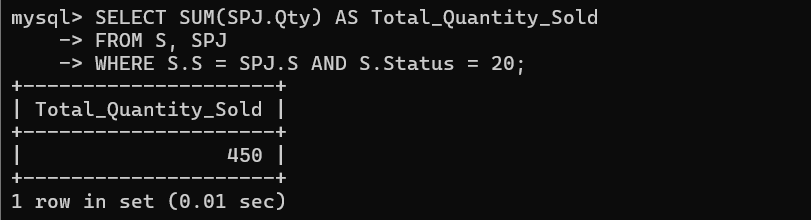 mysql> SELECT SUM(SPJ.Qty) AS Total_Quantity_Sold
    -> FROM S, SPJ
    -> WHERE S.S = SPJ.S AND S.Status = 20;
+---------------------+
| Total_Quantity_Sold |
+---------------------+
|                 450 |
+---------------------+
1 row in set (0.01 sec)